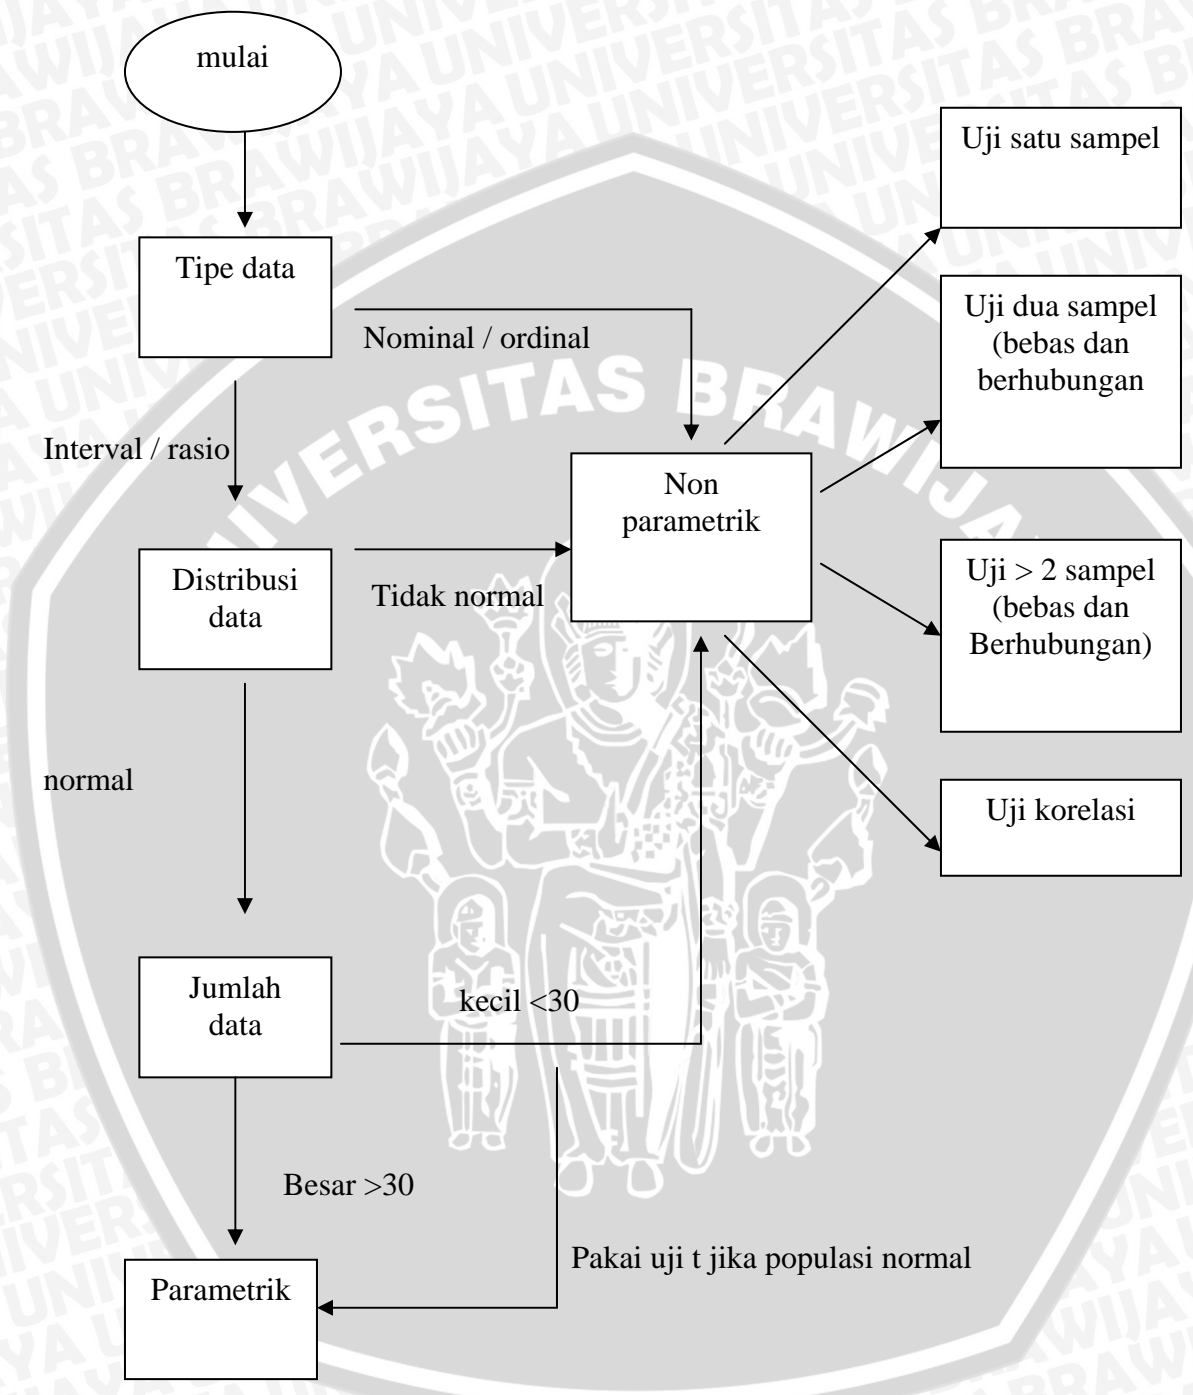 mulai
Uji satu sampel
Tipe data
Nominal / ordinal
Uji dua sampel
(bebas dan
berhubungan
Interval / rasio
Non
parametrik
Distribusi
data
Tidak normal
Uji > 2 sampel
(bebas dan
Berhubungan)
normal
Uji korelasi
Jumlah
data
kecil <30
Besar >30
Pakai uji t jika populasi normal
Parametrik
UNIVERSITAS BRAWIJAYA